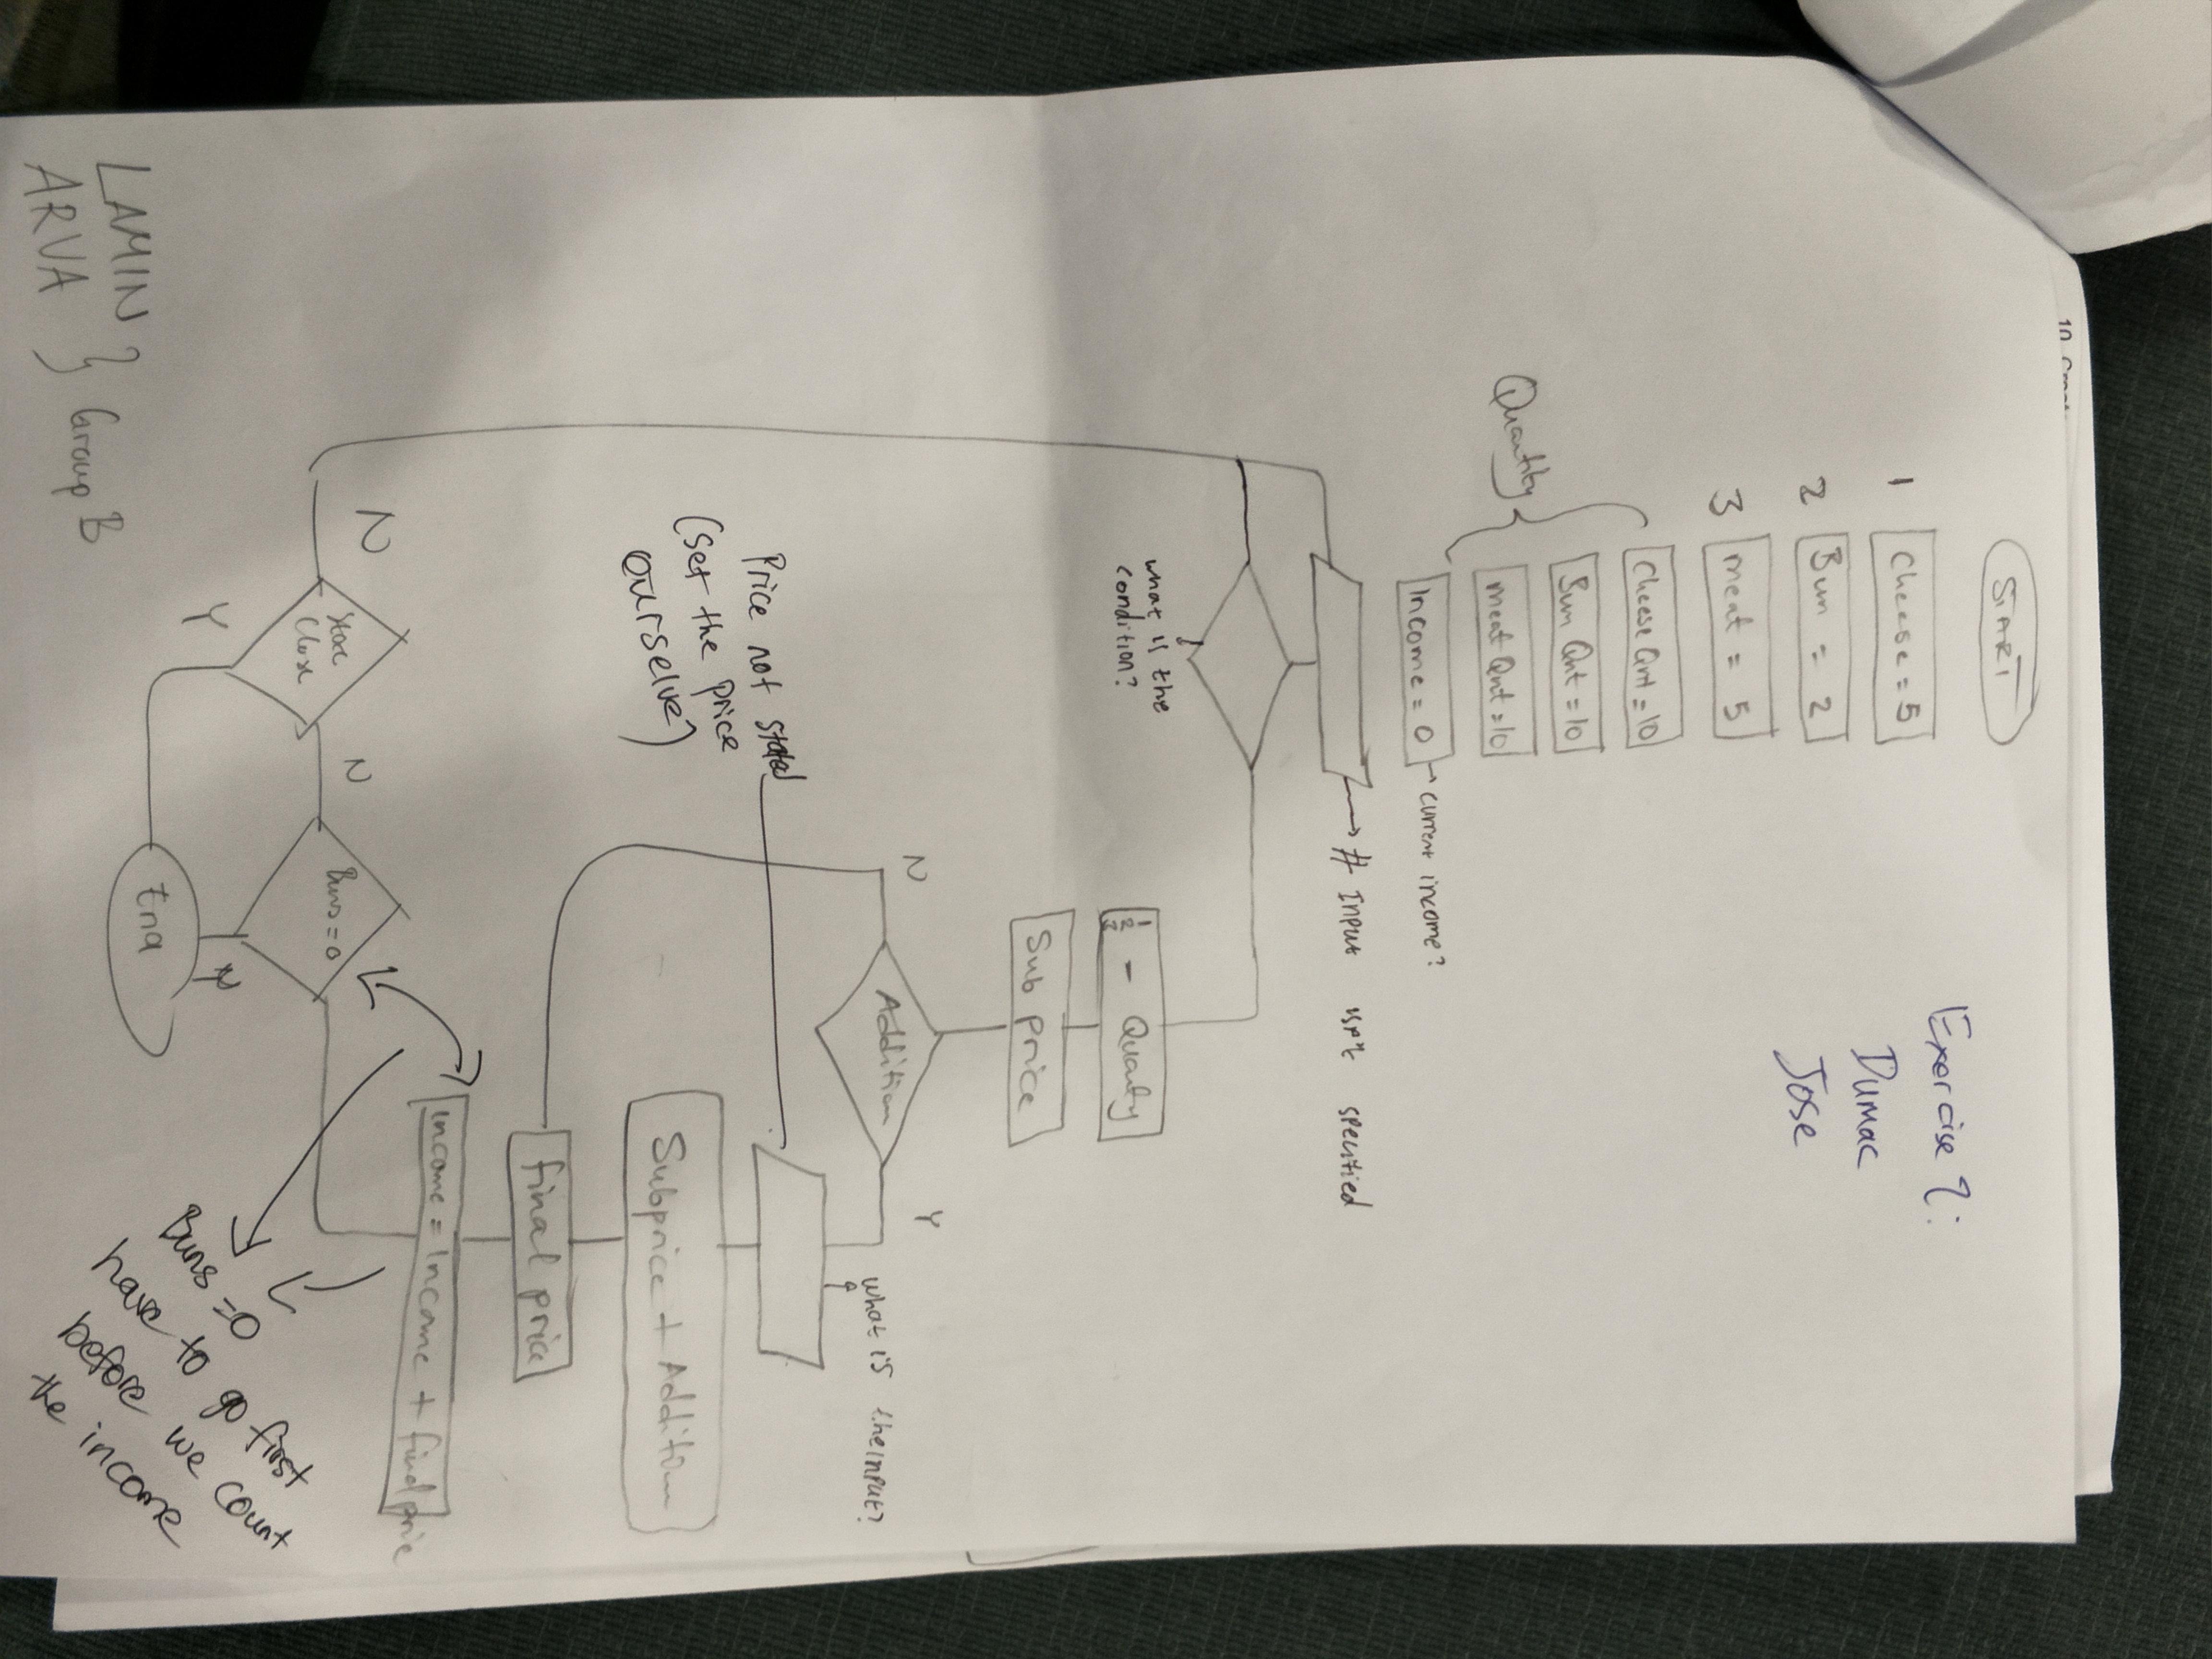 Exercise 2:
Dumac
Jose
START
1 Cheese = 5
2 Bun = 2
3 meat = 5
Quantity
Cheese Qnt = 10
Bun Qnt = 10
meat Qnt = 10
Income = 0 → current income?
→ # Input isn't specified
what is the
condition?
- Quanty
Sub price
Addition
N
Y
what is the input?
Price not stated
(set the price
ourselve)
Subprice + Addition
final price
Income = Income + final price
N
Store
Close
N
Y
Buns = 0
Y
End
Buns = 0
have to go first
before we count
the income
LAMIN
ARVA } Group B